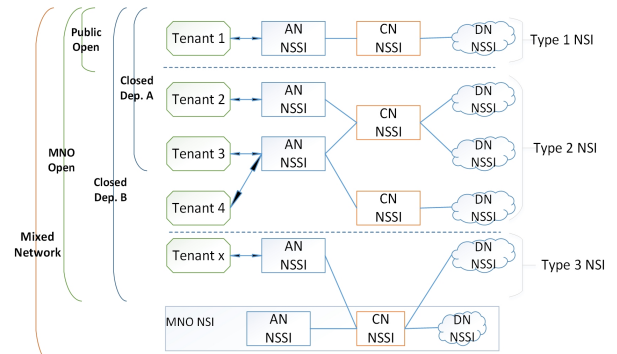 Public
Open
Closed
Dep. A
MNO
Open
Closed
Dep. B
Mixed
Network
Tenant 1
AN
NSSI
CN
NSSI
DN
NSSI
Type 1 NSI
Tenant 2
AN
NSSI
CN
NSSI
DN
NSSI
Tenant 3
AN
NSSI
DN
NSSI
Type 2 NSI
Tenant 4
CN
NSSI
DN
NSSI
Tenant x
AN
NSSI
DN
NSSI
Type 3 NSI
MNO NSI
AN
NSSI
CN
NSSI
DN
NSSI